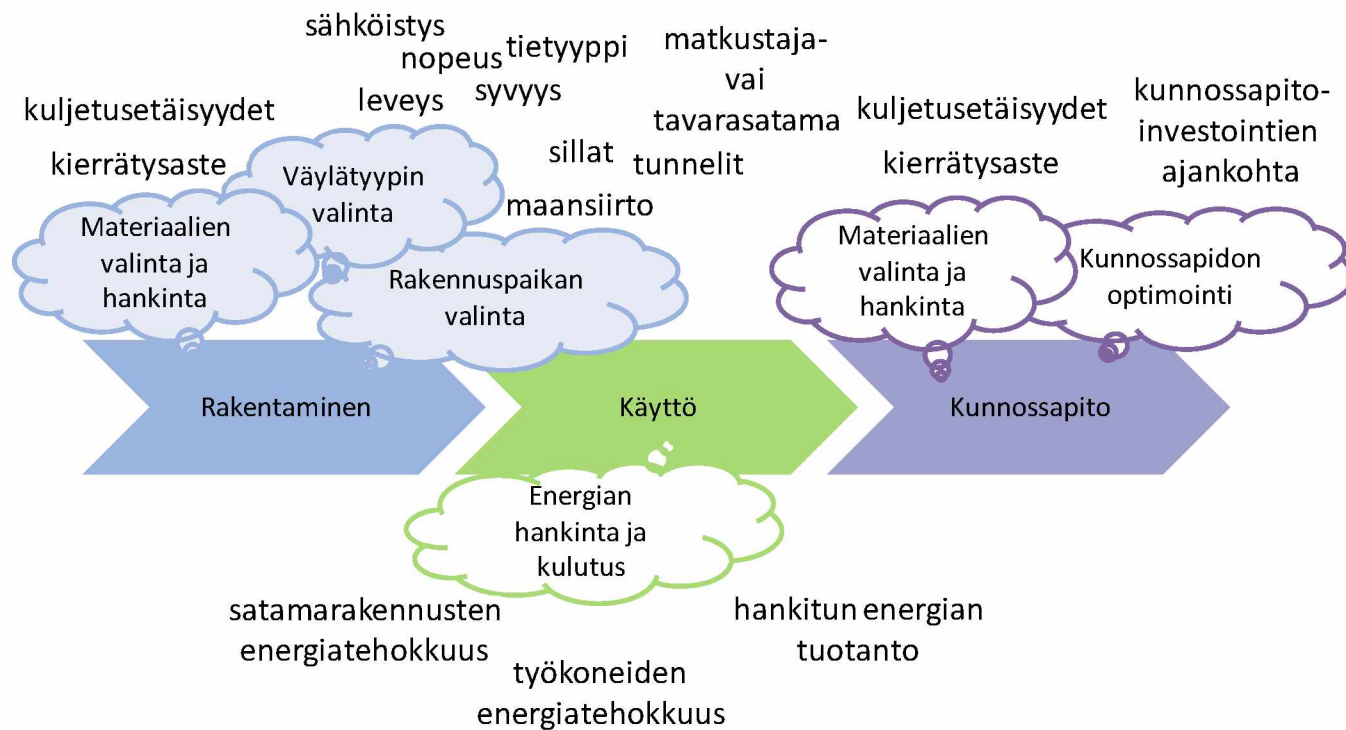 sähköistys
nopeus
tietyyppi
leveys
syvyys
matkustaja-
vai
tavarasatama
kuljetusetäisyydet
kierrätysaste
sillat
tunnelit
maansiirto
kuljetusetäisyydet
kierrätysaste
kunnossapito-
investointien
ajankohta
Väylätyypin
valinta
Materiaalien
valinta ja
hankinta
Rakennuspaikan
valinta
Materiaalien
valinta ja
hankinta
Kunnossapidon
optimointi
Rakentaminen
Käyttö
Kunnossapito
Energian
hankinta ja
kulutus
satamarakennusten
energiatehokkuus
työkoneiden
energiatehokkuus
hankitun energian
tuotanto